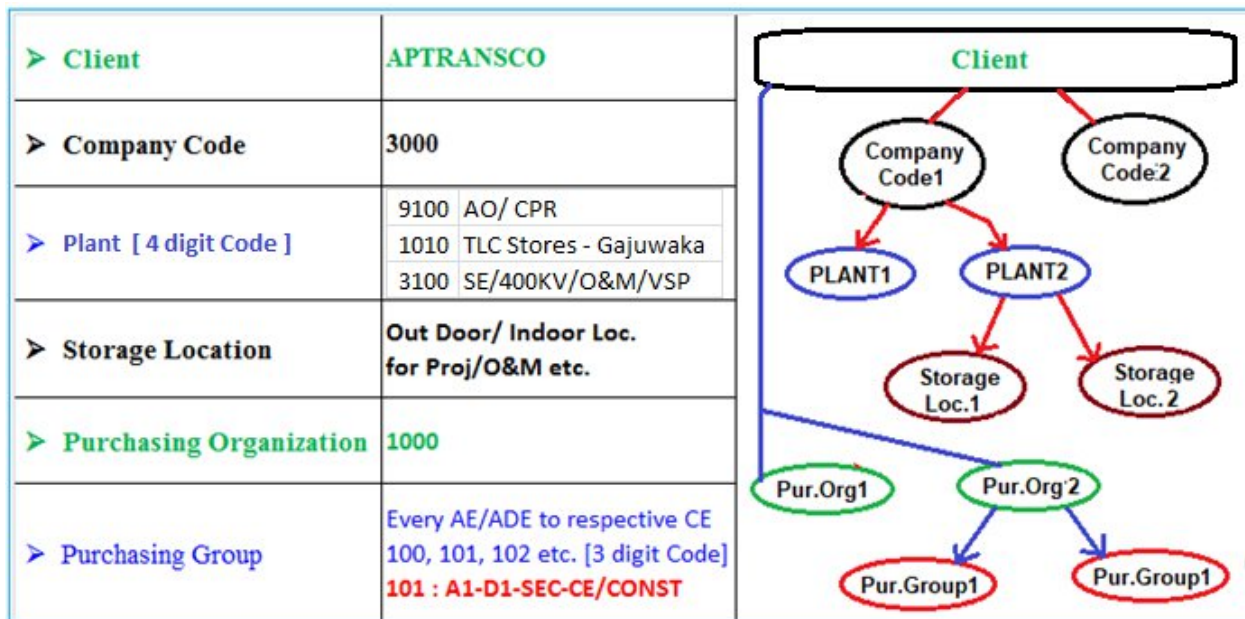 ➢ Client
APTRANSCO
➢ Company Code
3000
➢ Plant [ 4 digit Code ]
9100 AO/ CPR
1010 TLC Stores - Gajuwaka
3100 SE/400KV/O&M/VSP
➢ Storage Location
Out Door/ Indoor Loc.
for Proj/O&M etc.
➢ Purchasing Organization
1000
➢ Purchasing Group
Every AE/ADE to respective CE
100, 101, 102 etc. [3 digit Code]
101 : A1-D1-SEC-CE/CONST
Client
Company
Code1
Company
Code2
PLANT1
PLANT2
Storage
Loc.1
Storage
Loc.2
Pur.Org1
Pur.Org2
Pur.Group1
Pur.Group1